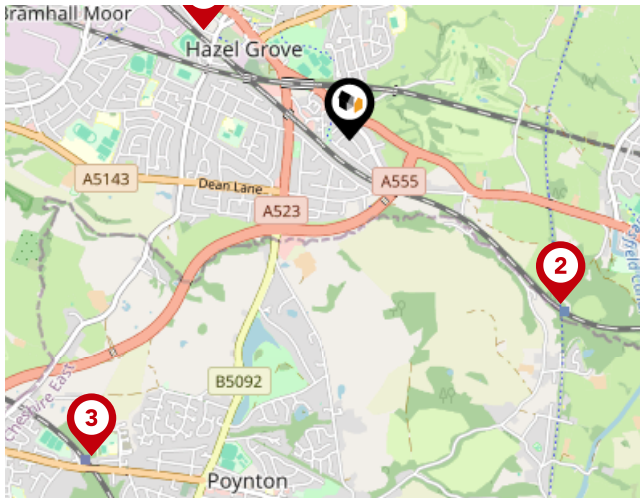 Bramhall Moor
Hazel Grove
A5143
Dean Lane
A555
A523
2
B5092
Cheshire East
3
Poynton